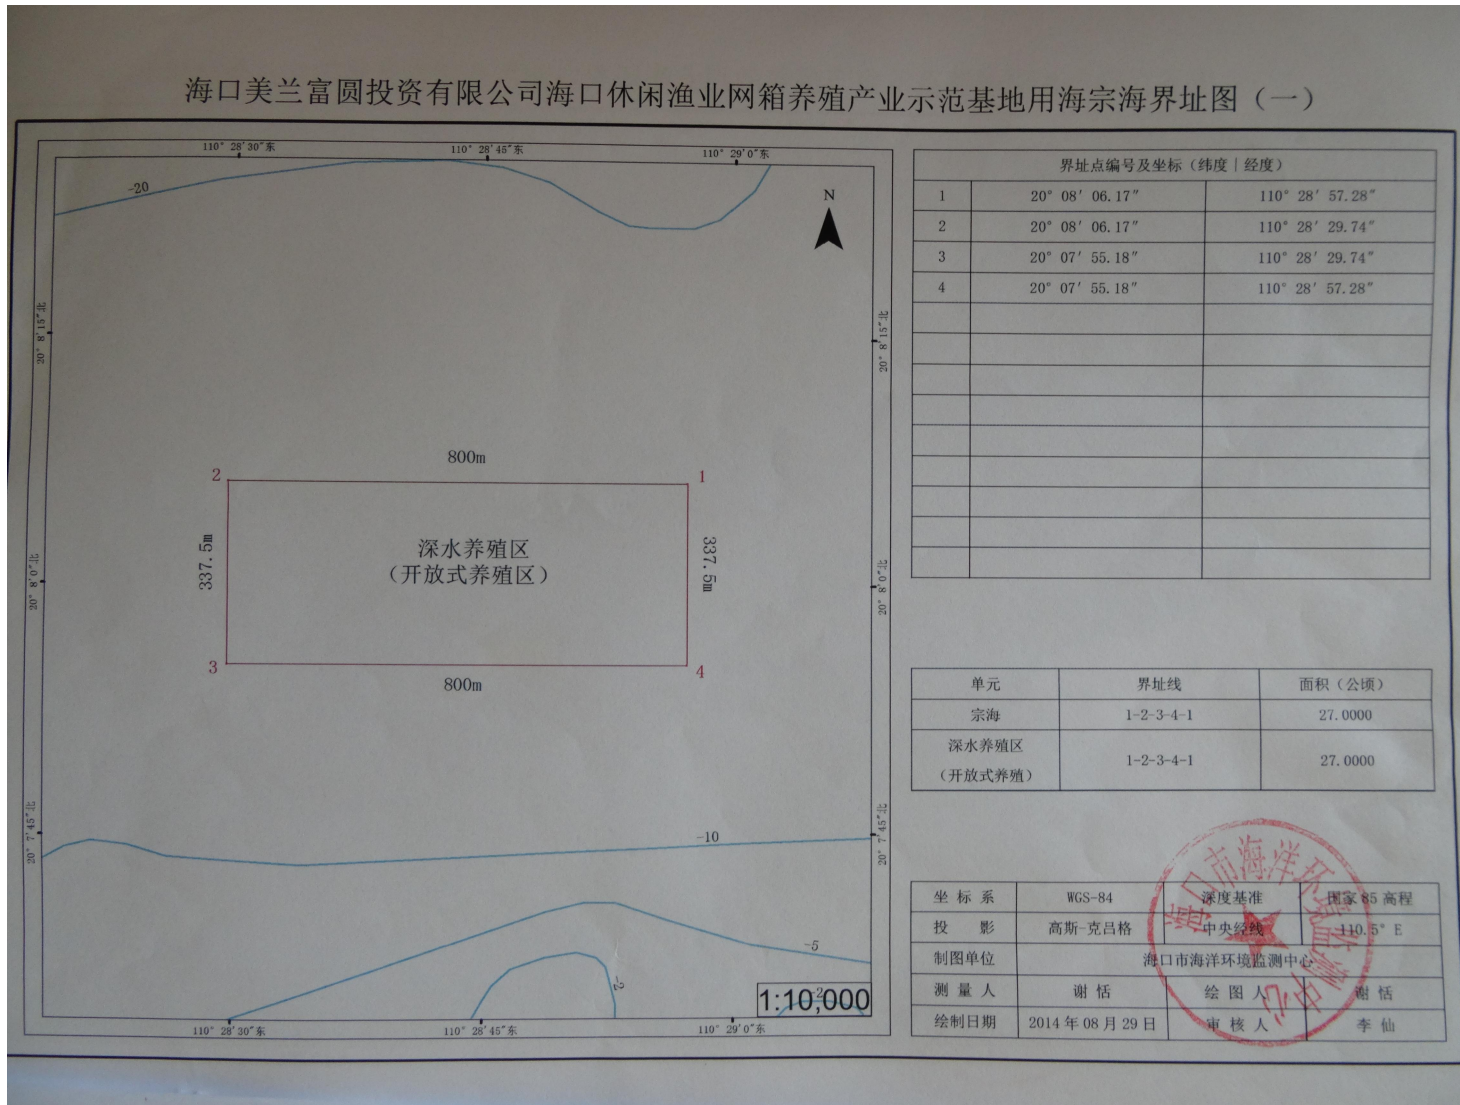 海口美兰富圆投资有限公司海口休闲渔业网箱养殖产业示范基地用海宗海界址图（一）
110° 28′30″东
110° 28′45″东
110° 29′0″东
-20
N
20° 8′15″北
20° 8′15″北
800m
2
1
337.5m
深水养殖区
（开放式养殖区）
337.5m
20° 8′0″北
20° 8′0″北
3
4
800m
20° 7′45″北
20° 7′45″北
-10
-5
-2
-2
1:10,000
110° 28′30″东
110° 28′45″东
110° 29′0″东
界址点编号及坐标（纬度｜经度）
1 20° 08′ 06.17″ 110° 28′ 57.28″
2 20° 08′ 06.17″ 110° 28′ 29.74″
3 20° 07′ 55.18″ 110° 28′ 29.74″
4 20° 07′ 55.18″ 110° 28′ 57.28″
单元 界址线 面积（公顷）
宗海 1-2-3-4-1 27.0000
深水养殖区
（开放式养殖） 1-2-3-4-1 27.0000
坐标系 WGS-84 深度基准 国家85高程
投影 高斯-克吕格 中央经线 110.5° E
制图单位 海口市海洋环境监测中心
测量人 谢恬 绘图人 谢恬
绘制日期 2014年08月29日 审核人 李仙
海口市海洋环境监测中心